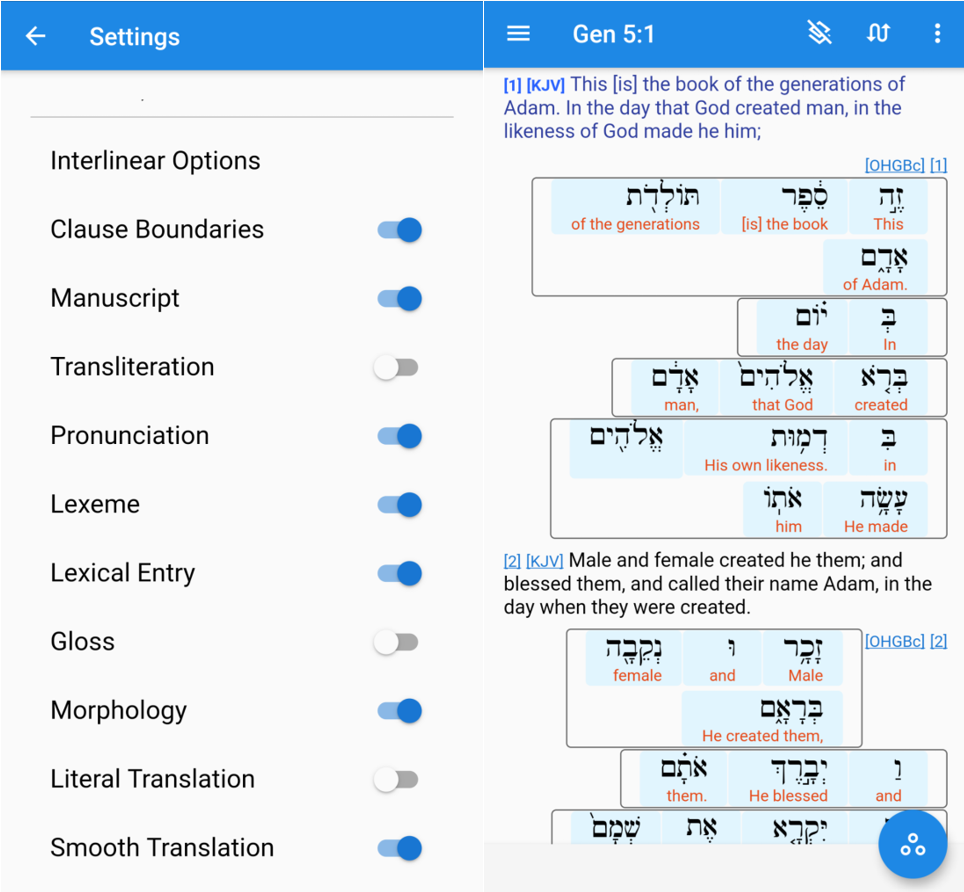 Settings
Interlinear Options
Clause Boundaries
Manuscript
Transliteration
Pronunciation
Lexeme
Lexical Entry
Gloss
Morphology
Literal Translation
Smooth Translation
Gen 5:1
[1] [KJV] This [is] the book of the generations of
Adam. In the day that God created man, in the
likeness of God made he him;
[OHGBc] [1]
זֶ֣ה סֵ֔פֶר תּוֹלְדֹ֖ת
This [is] the book of the generations
אָדָ֑ם
of Adam.
בְּ י֗וֹם
In the day
בְּרֹ֤א אֱלֹהִים֙ אָדָ֔ם
created that God man,
בִּ דְמ֥וּת אֱלֹהִ֖ים
in His own likeness.
עָשָׂ֥ה אֹתֽוֹ
He made him
[2] [KJV] Male and female created he them; and
blessed them, and called their name Adam, in the
day when they were created.
[OHGBc] [2]
זָכָ֥ר וּ נְקֵבָ֖ה
Male and female
בְּרָאָ֑ם
He created them,
וַ יְבָ֣רֶךְ אֹתָ֗ם
and He blessed them.
יִּקְרָ֤א אֶת שְׁמָם֙